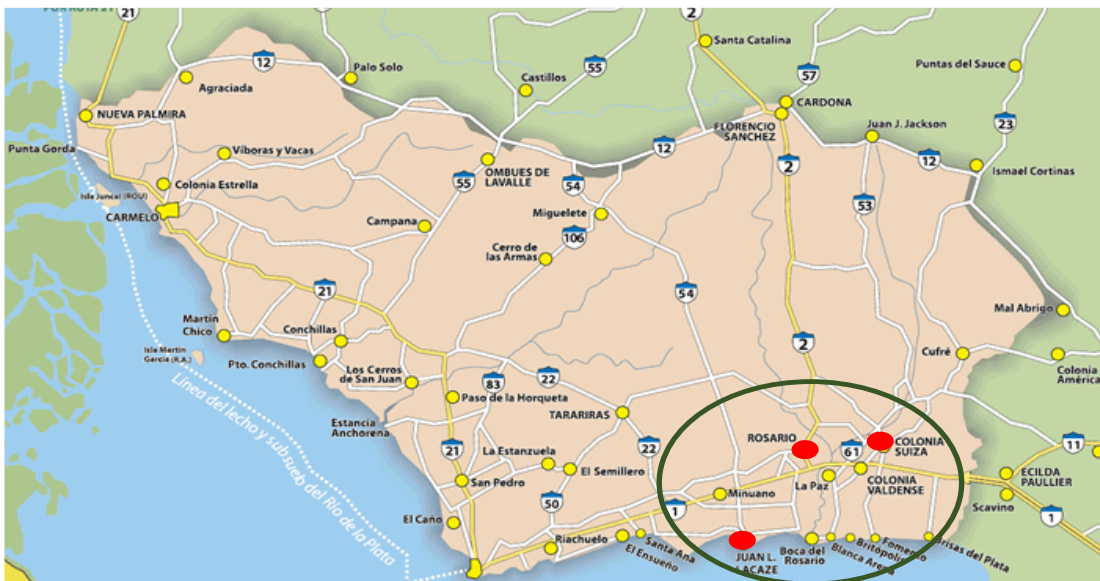 POR RUTA 21
21
2
12
Palo Solo
Agraciada
55
Castillos
Santa Catalina
57
Puntas del Sauce
CARDONA
NUEVA PALMIRA
FLORENCIO
SANCHEZ
Juan J. Jackson
23
Punta Gorda
Víboras y Vacas
12
12
OMBUES DE
LAVALLE
2
Ismael Cortinas
Colonia Estrella
55
54
Isla Juncal (ROU)
53
CARMELO
Campana
Miguelete
106
Cerro de
las Armas
21
54
Martín
Chico
Conchillas
Mal Abrigo
Isla Martín
García (R.A.)
Pto. Conchillas
2
Cufré
Los Cerros
de San Juan
83
22
Colonia
América
Línea del lecho y subsuelo del Río de la Plata
Paso de la Horqueta
Estancia
Anchorena
TARARIRAS
ROSARIO
COLONIA
SUIZA
21
La Estanzuela
22
61
11
El Semillero
La Paz
COLONIA
VALDENSE
ECILDA
PAULLIER
San Pedro
Minuano
50
1
Scavino
El Caño
1
Riachuelo
Santa Ana
El Ensueño
JUAN L.
LACAZE
Boca del
Rosario
Blanca Arena
Britópolis
Fomento
Brisas del Plata